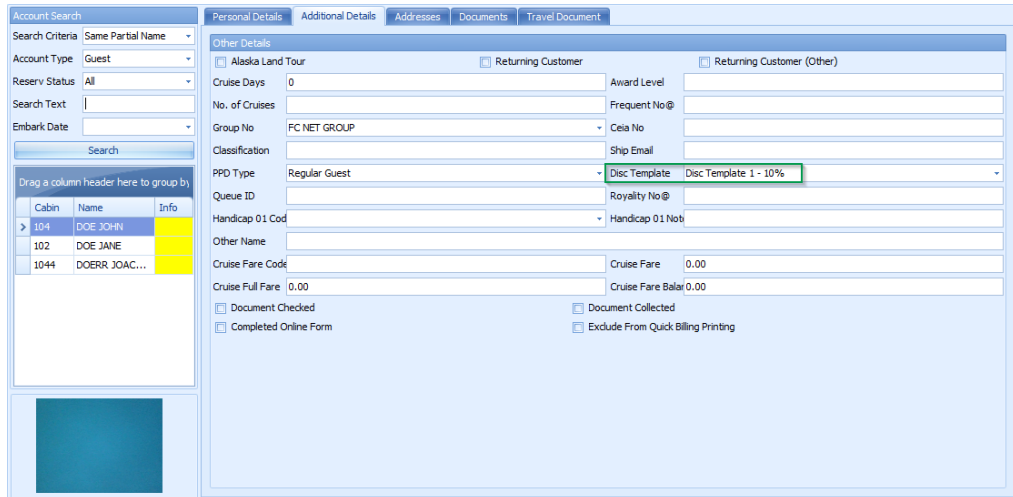 Account Search
Search Criteria Same Partial Name
Account Type Guest
Reserv Status All
Search Text
Embark Date
Search
Drag a column header here to group by
Cabin Name Info
104 DOE JOHN
102 DOE JANE
1044 DOERR JOAC...
Personal Details Additional Details Addresses Documents Travel Document
Other Details
Alaska Land Tour Returning Customer Returning Customer (Other)
Cruise Days 0 Award Level
No. of Cruises Frequent No@
Group No FC NET GROUP Ceia No
Classification Ship Email
PPD Type Regular Guest Disc Template Disc Template 1 - 10%
Queue ID Royality No@
Handicap 01 Cod Handicap 01 Not
Other Name
Cruise Fare Code Cruise Fare 0.00
Cruise Full Fare 0.00 Cruise Fare Balar 0.00
Document Checked Document Collected
Completed Online Form Exclude From Quick Billing Printing